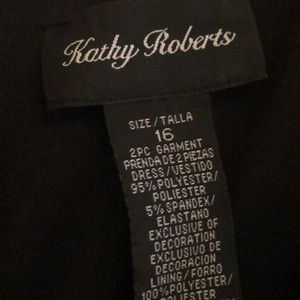 Kathy Roberts
SIZE/TALLA
16
2PC GARMENT
PRENDA DE 2 PIEZAS
DRESS/VESTIDO
95% POLYESTER/
POLIESTER
5% SPANDEX/
ELASTANO
EXCLUSIVE OF
DECORATION
EXCLUSIVO DE
DECORACION
LINING/FORRO
100% POLYESTER/